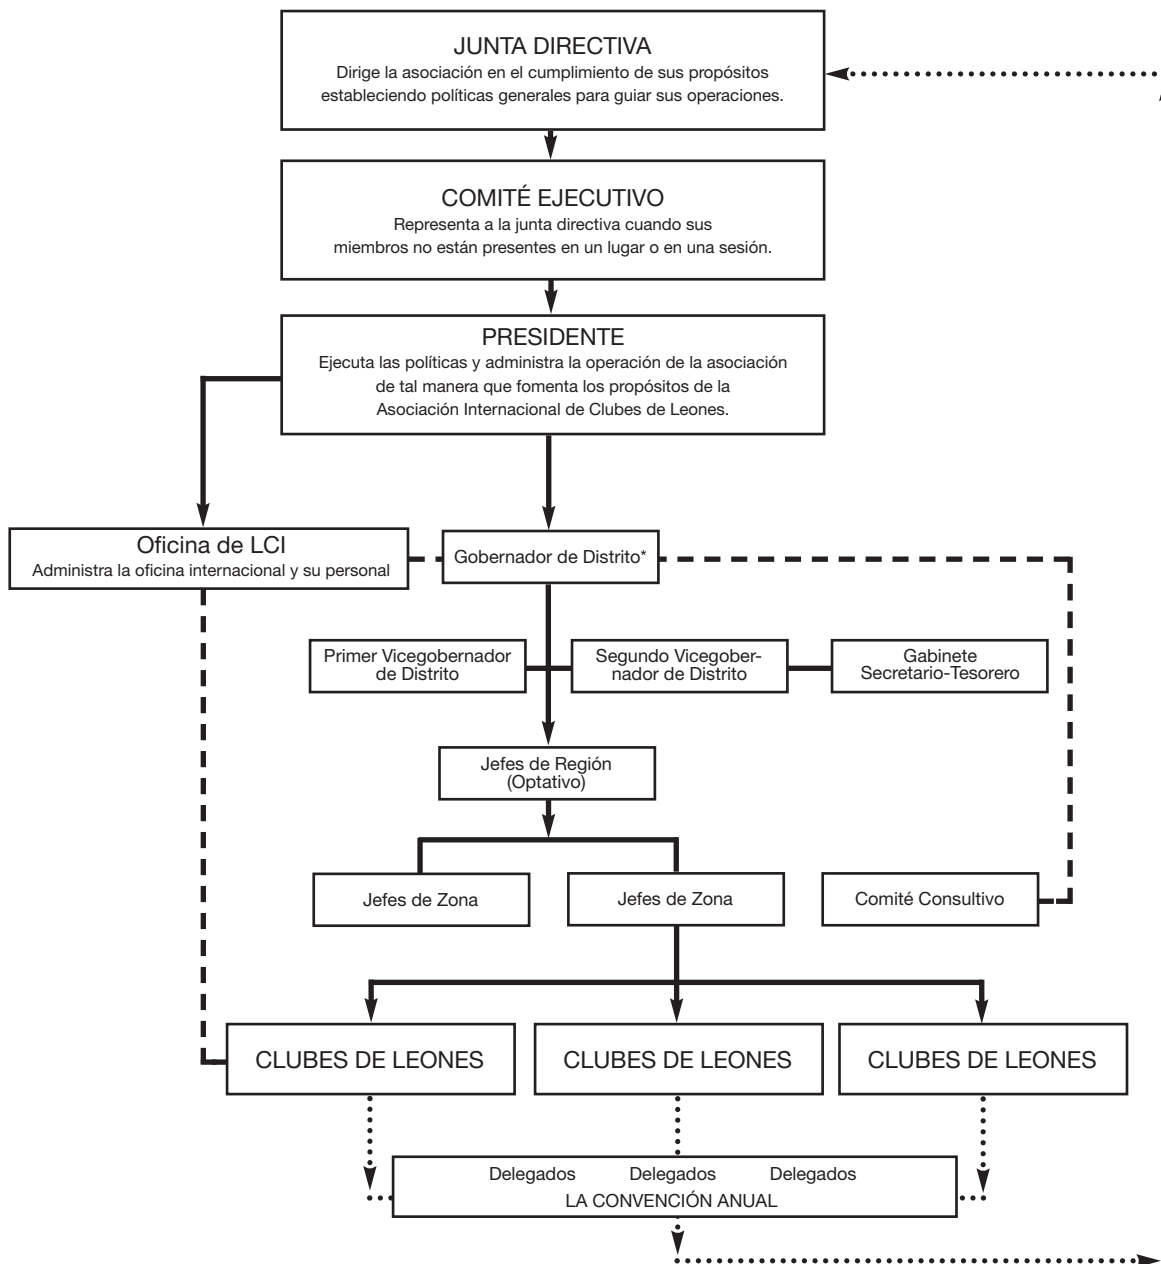 JUNTA DIRECTIVA
Dirige la asociación en el cumplimiento de sus propósitos
estableciendo políticas generales para guiar sus operaciones.
COMITÉ EJECUTIVO
Representa a la junta directiva cuando sus
miembros no están presentes en un lugar o en una sesión.
PRESIDENTE
Ejecuta las políticas y administra la operación de la asociación
de tal manera que fomenta los propósitos de la
Asociación Internacional de Clubes de Leones.
Oficina de LCI
Administra la oficina internacional y su personal
Gobernador de Distrito*
Primer Vicegobernador
de Distrito
Segundo Vicegober-
nador de Distrito
Gabinete
Secretario-Tesorero
Jefes de Región
(Optativo)
Jefes de Zona
Jefes de Zona
Comité Consultivo
CLUBES DE LEONES
CLUBES DE LEONES
CLUBES DE LEONES
Delegados Delegados Delegados
LA CONVENCIÓN ANUAL